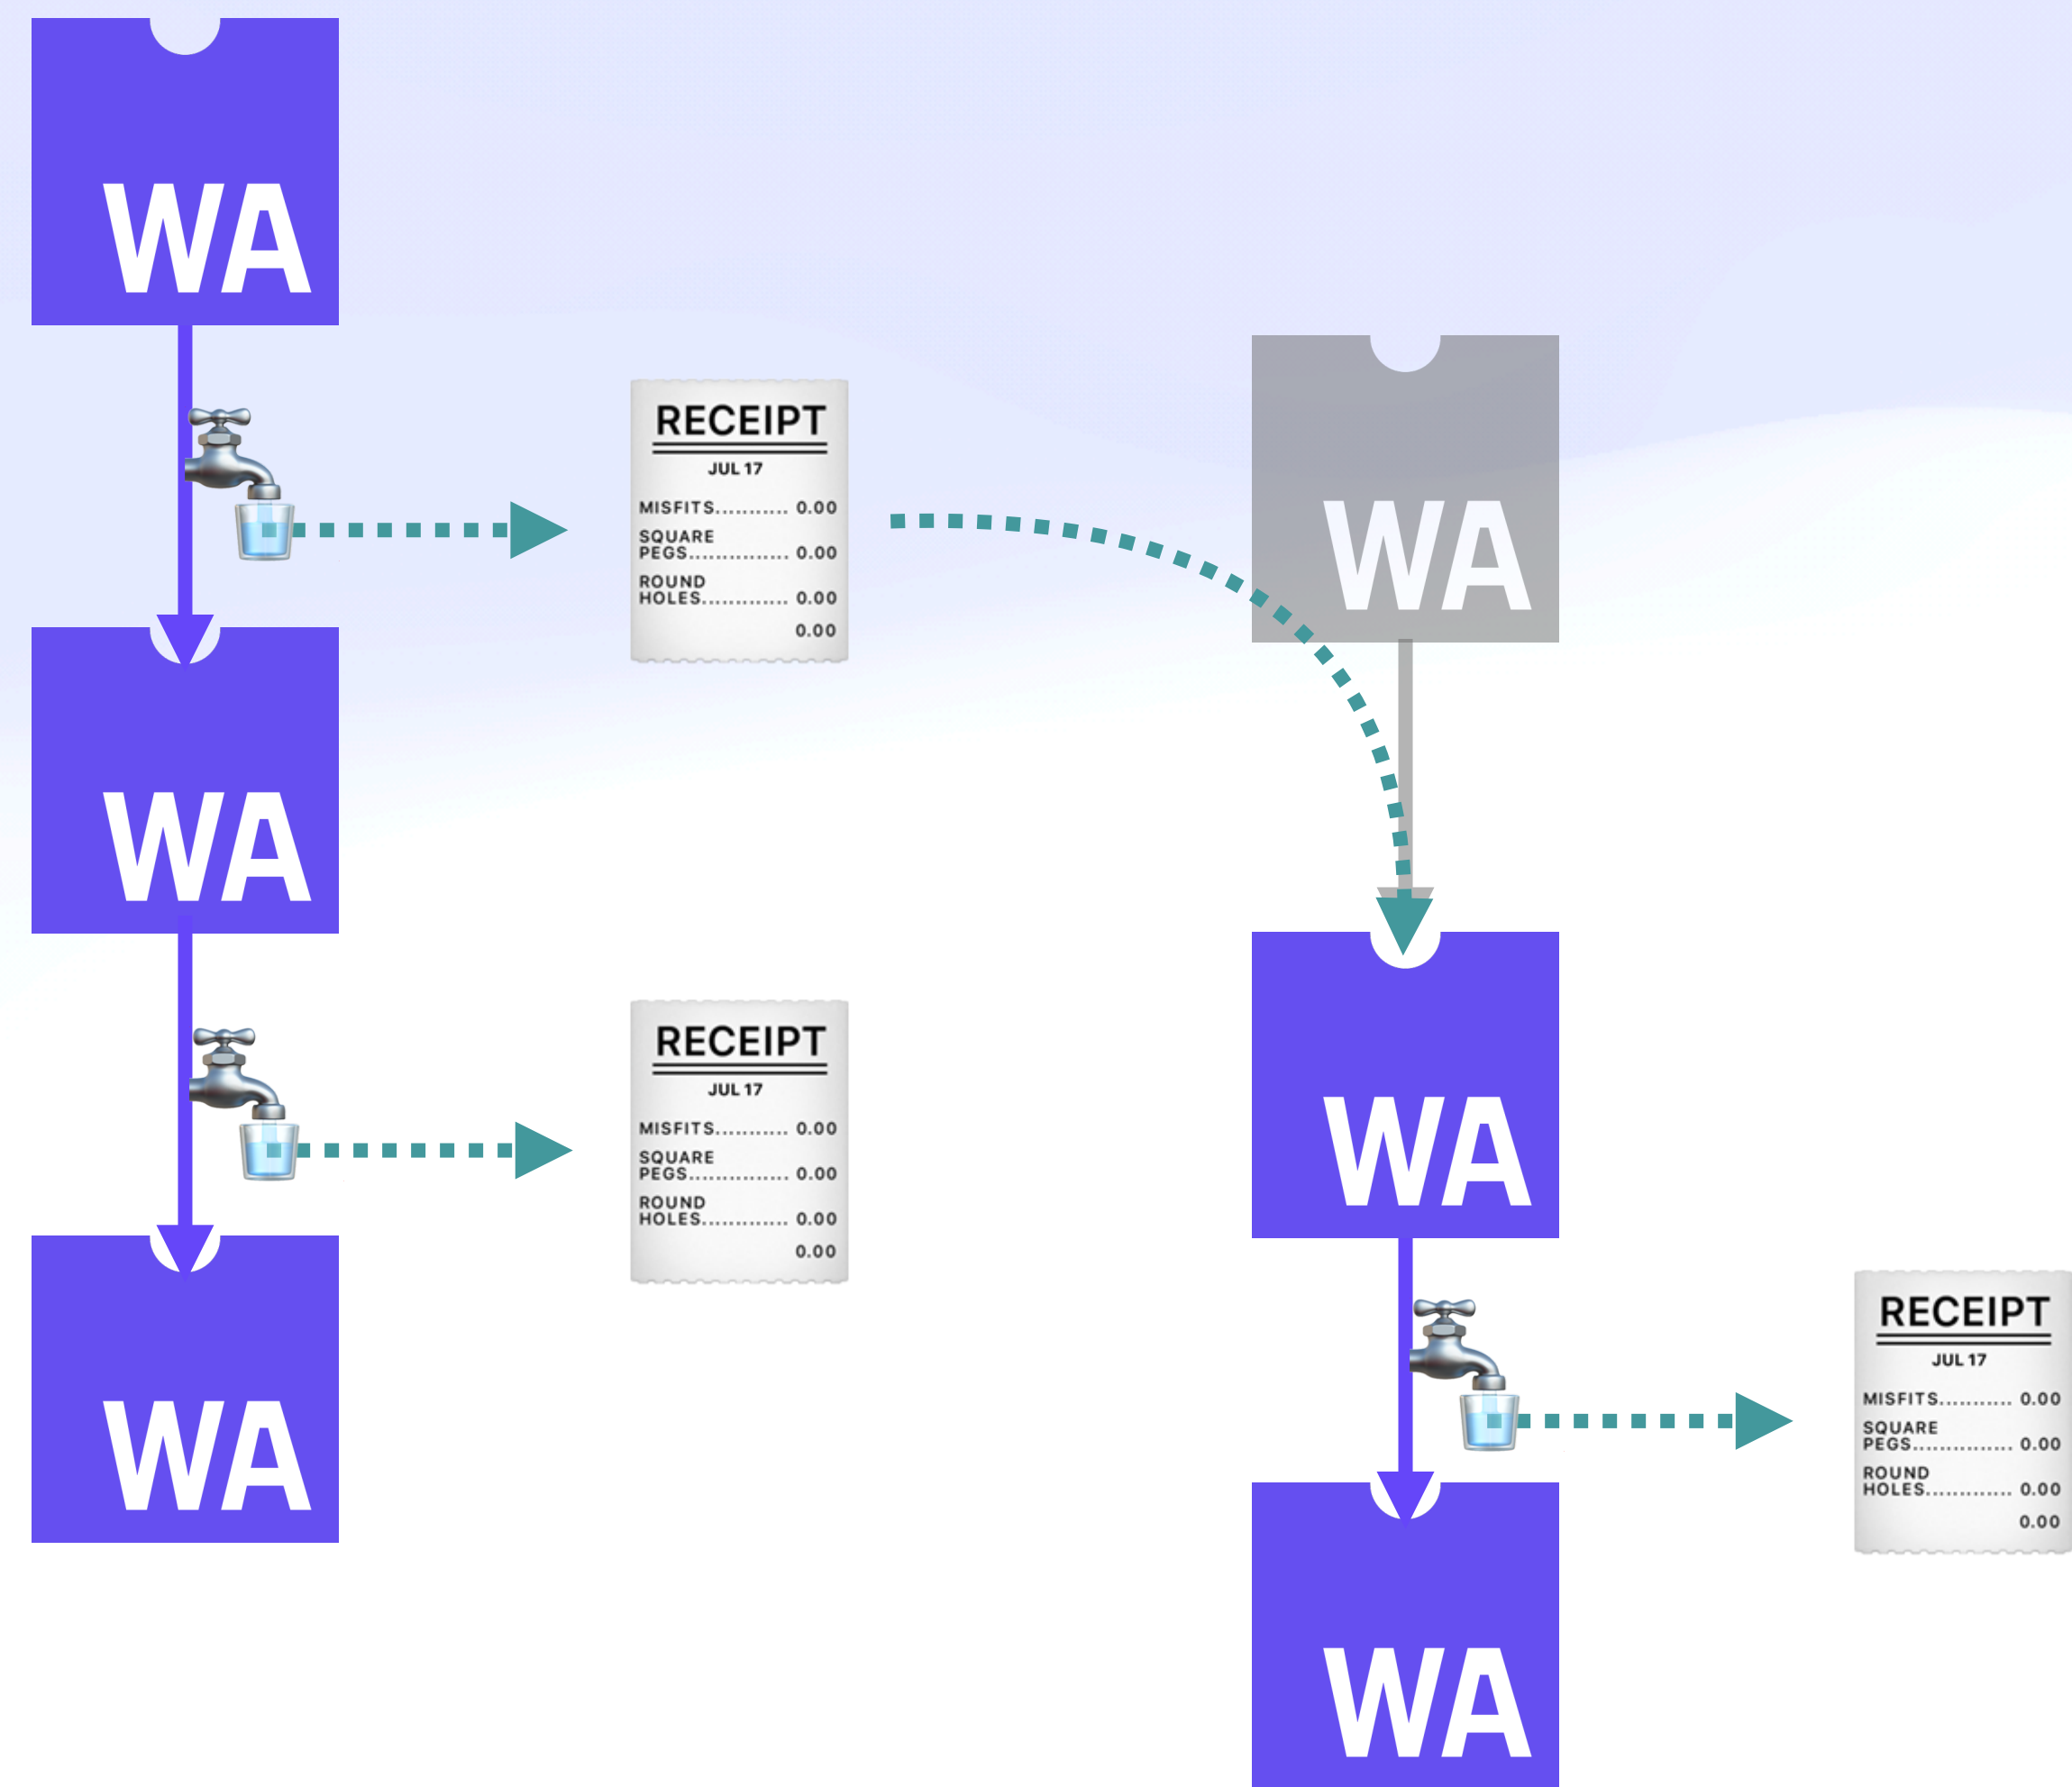 WA
RECEIPT
JUL 17
MISFITS........... 0.00
SQUARE
PEGS............... 0.00
ROUND
HOLES............. 0.00
0.00
WA
WA
RECEIPT
JUL 17
MISFITS........... 0.00
SQUARE
PEGS............... 0.00
ROUND
HOLES............. 0.00
0.00
WA
WA
WA
RECEIPT
JUL 17
MISFITS........... 0.00
SQUARE
PEGS............... 0.00
ROUND
HOLES............. 0.00
0.00
WA